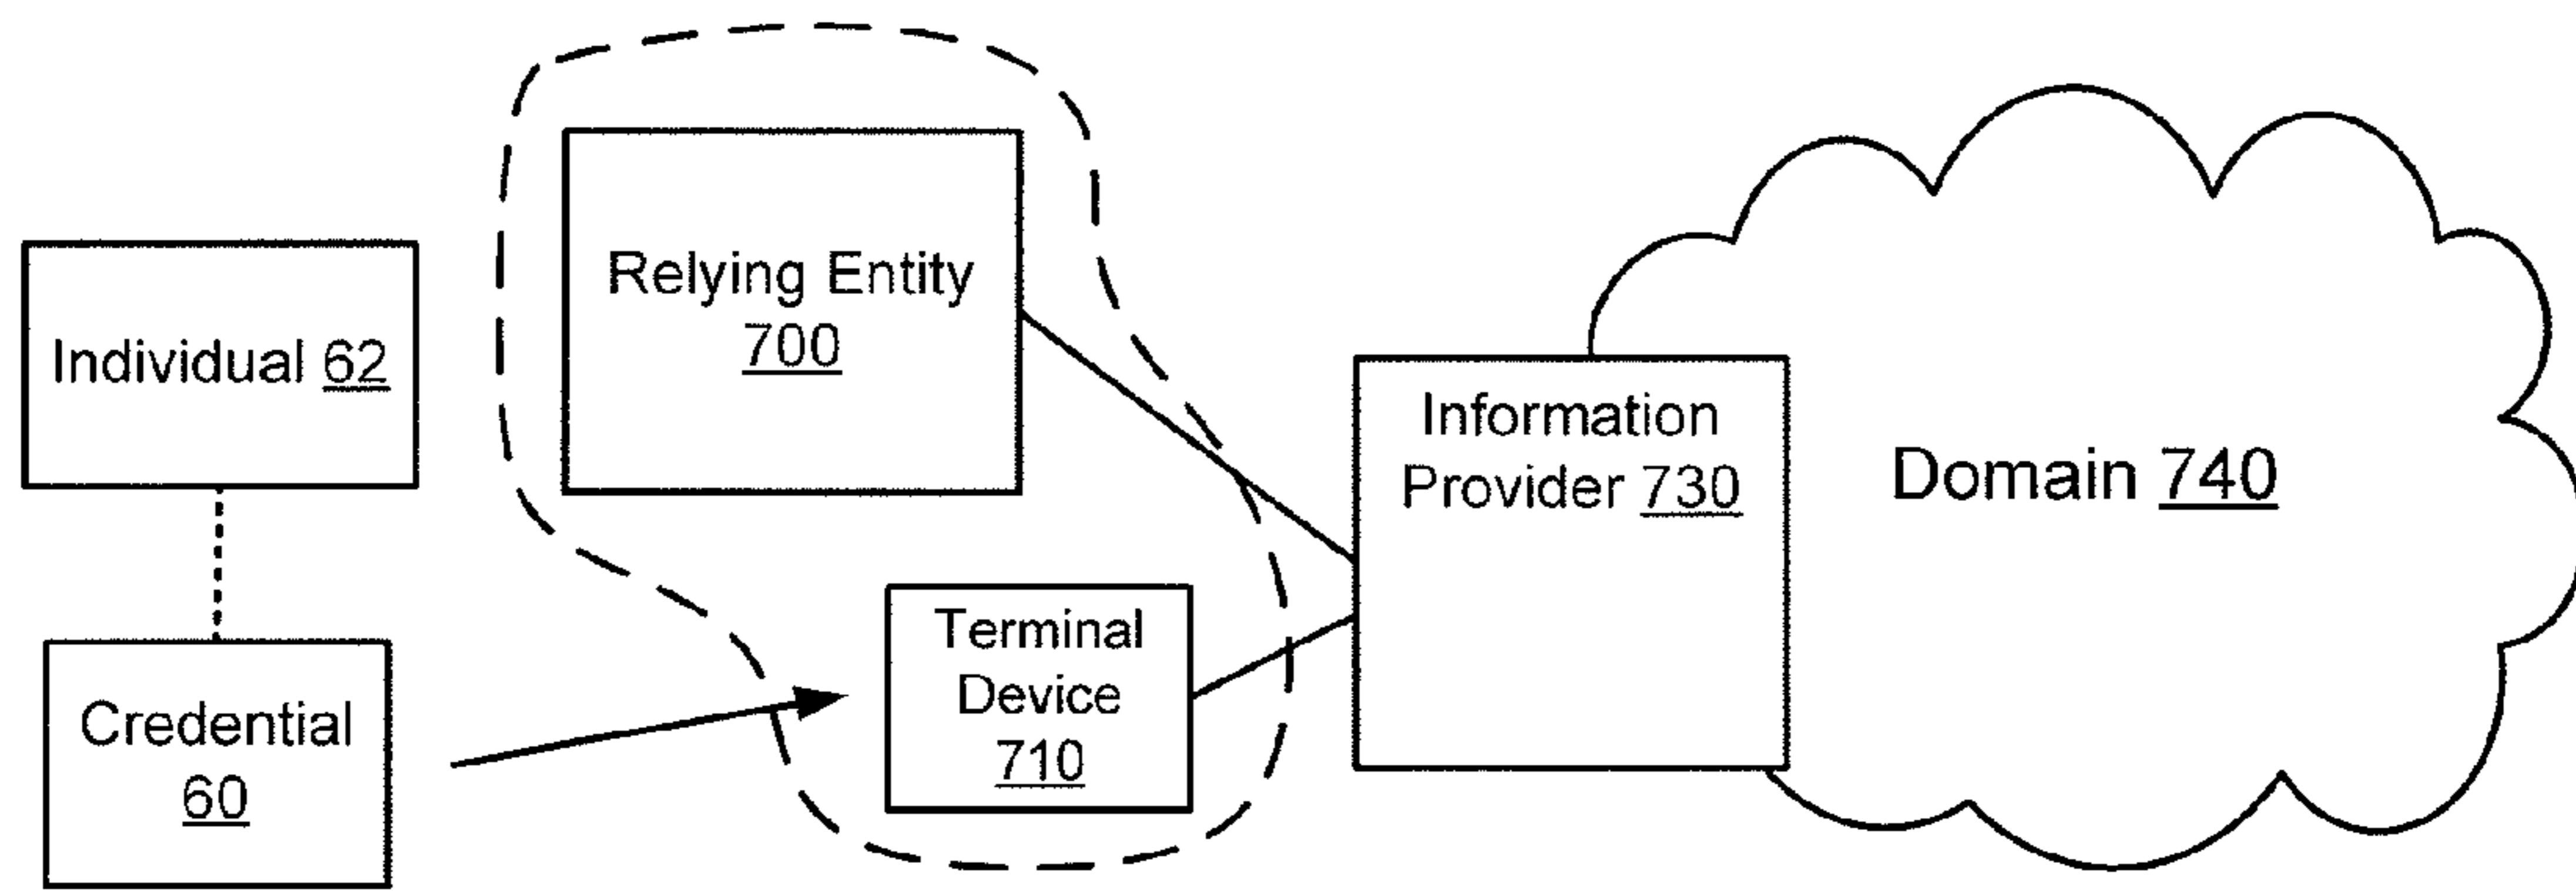 Individual 62
Credential
60
Relying Entity
700
Terminal
Device
710
Information
Provider 730
Domain 740